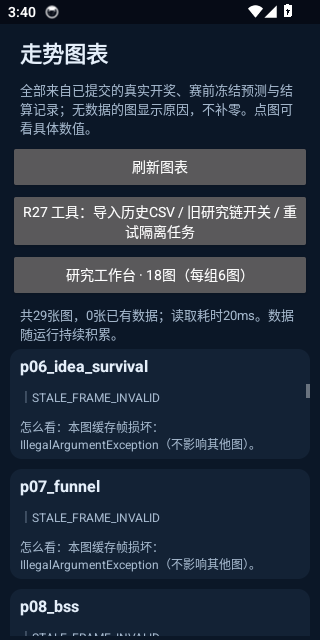 3:40
走势图表
全部来自已提交的真实开奖、赛前冻结预测与结
算记录；无数据的图显示原因，不补零。点图可
看具体数值。
刷新图表
R27 工具：导入历史CSV / 旧研究链开关 / 重
试隔离任务
研究工作台 · 18图（每组6图）
共29张图，0张已有数据；读取耗时20ms。数据
随运行持续积累。
p06_idea_survival
｜STALE_FRAME_INVALID
怎么看：本图缓存帧损坏：
IllegalArgumentException（不影响其他图）。
p07_funnel
｜STALE_FRAME_INVALID
怎么看：本图缓存帧损坏：
IllegalArgumentException（不影响其他图）。
p08_bss
｜STALE_FRAME_INVALID